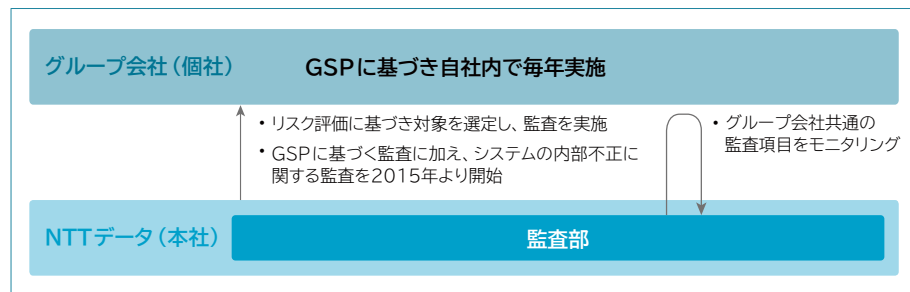 グループ会社（個社） GSPに基づき自社内で毎年実施
・リスク評価に基づき対象を選定し、監査を実施
・GSPに基づく監査に加え、システムの内部不正に
関する監査を2015年より開始
・グループ会社共通の
監査項目をモニタリング
NTTデータ（本社） 監査部